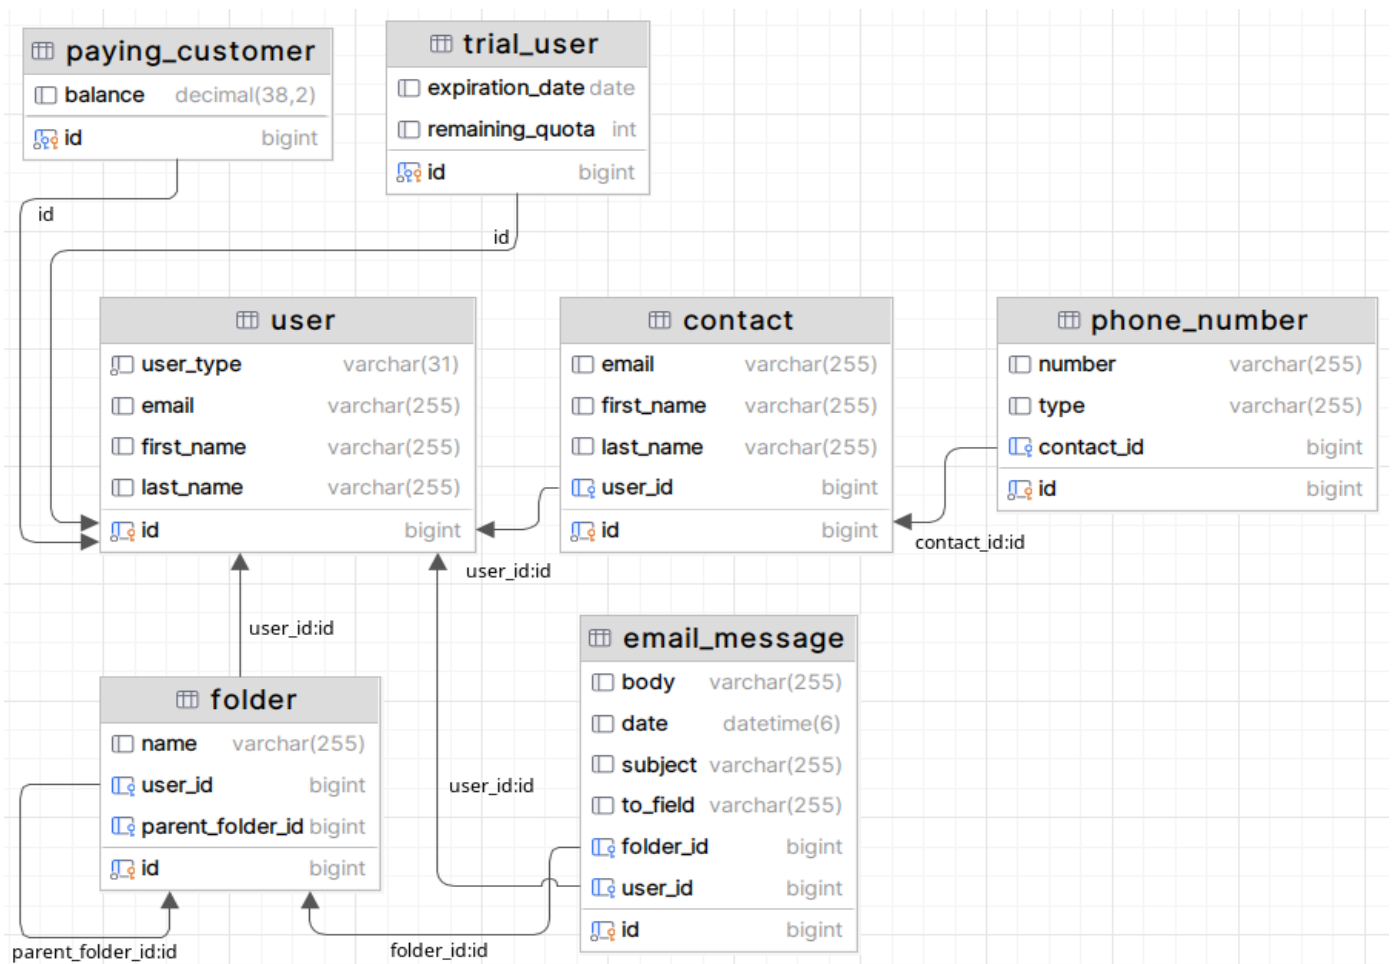 paying_customer
balance decimal(38,2)
id bigint
trial_user
expiration_date date
remaining_quota int
id bigint
id
id
user
user_type varchar(31)
email varchar(255)
first_name varchar(255)
last_name varchar(255)
id bigint
contact
email varchar(255)
first_name varchar(255)
last_name varchar(255)
user_id bigint
id bigint
phone_number
number varchar(255)
type varchar(255)
contact_id bigint
id bigint
contact_id:id
user_id:id
user_id:id
folder
name varchar(255)
user_id bigint
parent_folder_id bigint
id bigint
parent_folder_id:id
user_id:id
folder_id:id
email_message
body varchar(255)
date datetime(6)
subject varchar(255)
to_field varchar(255)
folder_id bigint
user_id bigint
id bigint